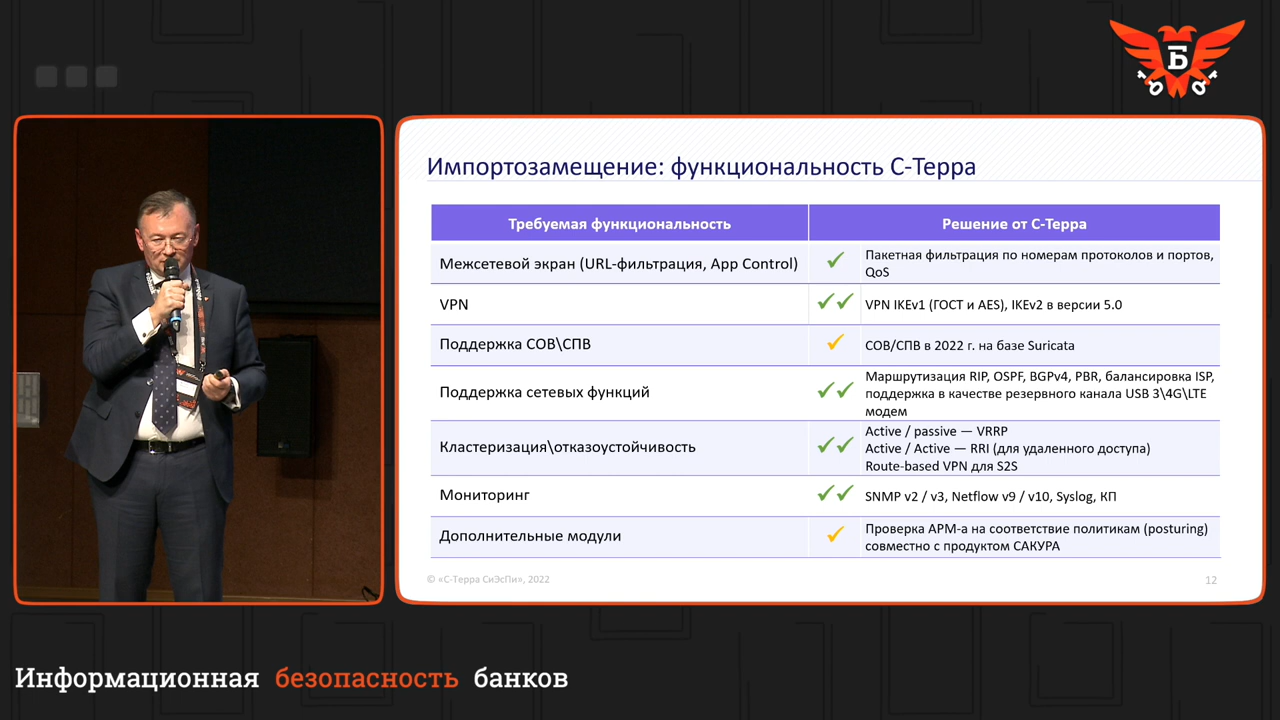 Б
Импортозамещение: функциональность С-Терра
Требуемая функциональность
Решение от С-Терра
Межсетевой экран (URL-фильтрация, App Control)
Пакетная фильтрация по номерам протоколов и портов,
QoS
VPN
VPN IKEv1 (ГОСТ и AES), IKEv2 в версии 5.0
Поддержка СОВ\СПВ
СОВ/СПВ в 2022 г. на базе Suricata
Поддержка сетевых функций
Маршрутизация RIP, OSPF, BGPv4, PBR, балансировка ISP,
поддержка в качестве резервного канала USB 3\4G\LTE
модем
Кластеризация\отказоустойчивость
Active / passive — VRRP
Active / Active — RRI (для удаленного доступа)
Route-based VPN для S2S
Мониторинг
SNMP v2 / v3, Netflow v9 / v10, Syslog, КП
Дополнительные модули
Проверка АРМ-а на соответствие политикам (posturing)
совместно с продуктом САКУРА
© «С-Терра СиЭсПи», 2022
12
Информационная безопасность банков